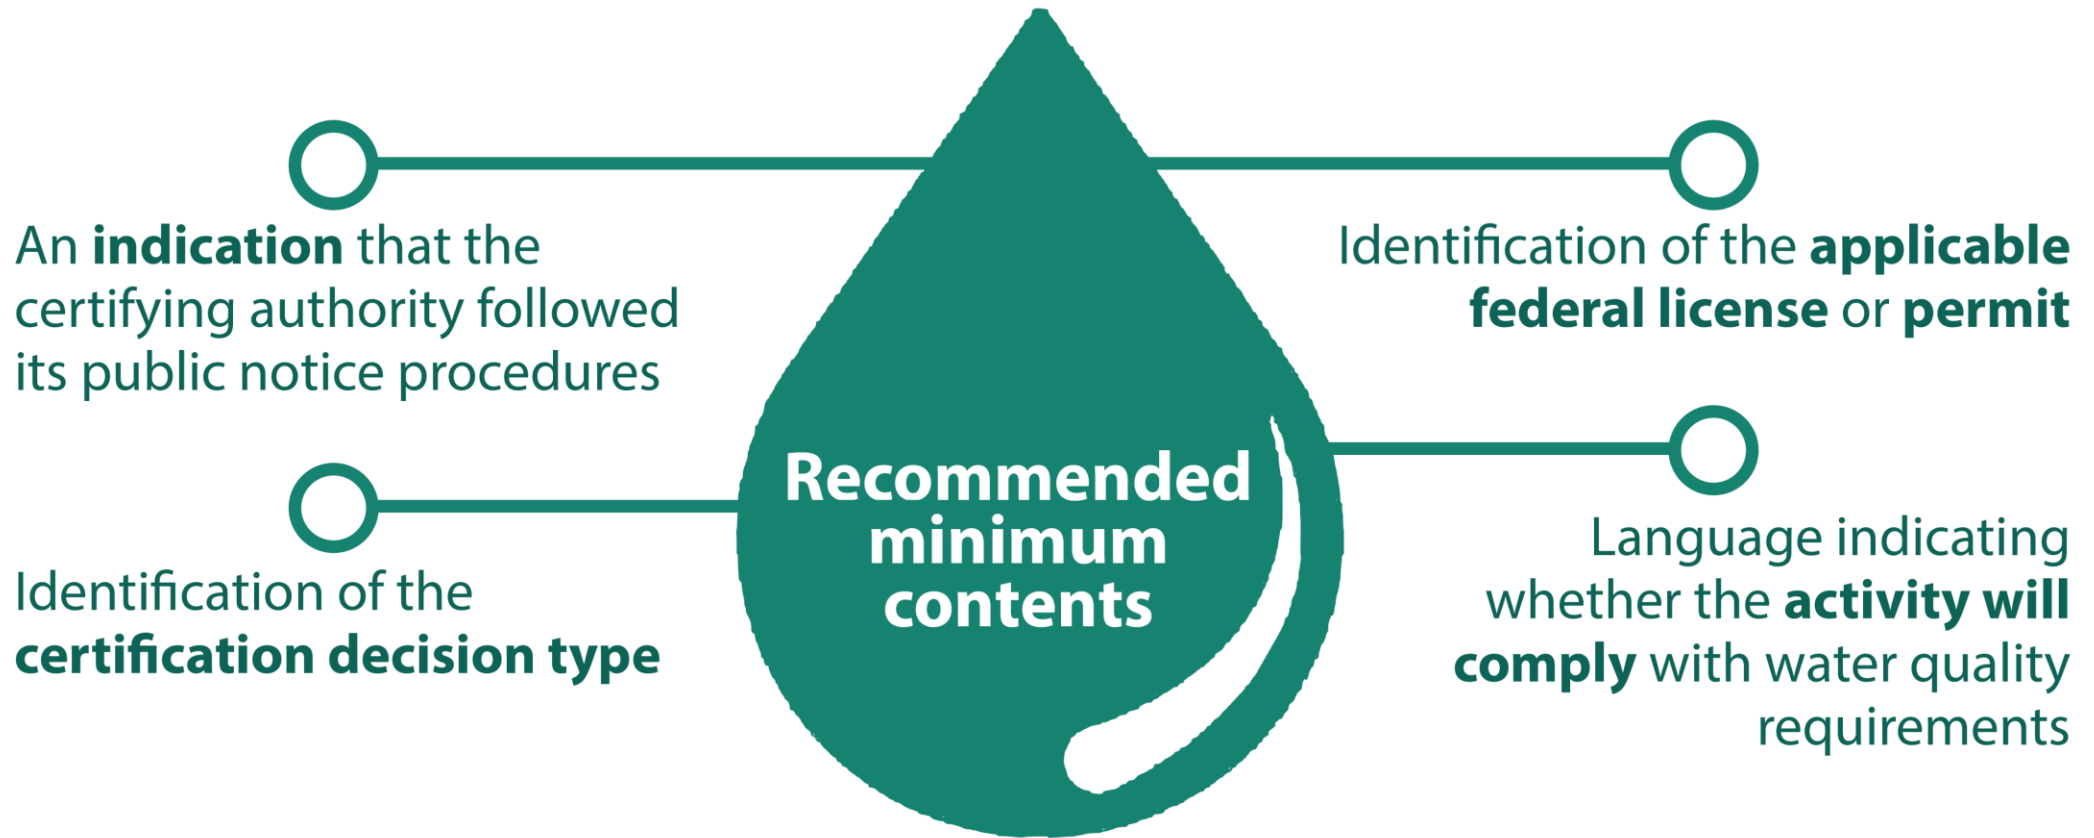 An indication that the
certifying authority followed
its public notice procedures
Identification of the
certification decision type
Recommended
minimum
contents
Identification of the applicable
federal license or permit
Language indicating
whether the activity will
comply with water quality
requirements